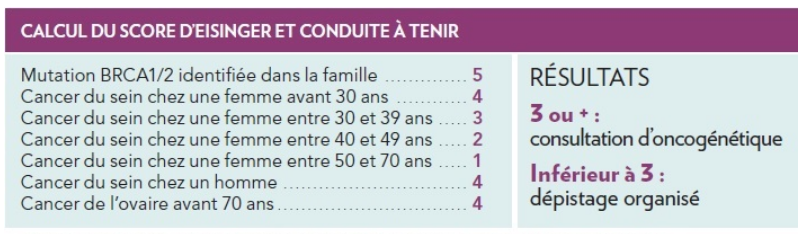 CALCUL DU SCORE D'EISINGER ET CONDUITE À TENIR
Mutation BRCA1/2 identifiée dans la famille .............. 5
Cancer du sein chez une femme avant 30 ans ............ 4
Cancer du sein chez une femme entre 30 et 39 ans ..... 3
Cancer du sein chez une femme entre 40 et 49 ans ..... 2
Cancer du sein chez une femme entre 50 et 70 ans ..... 1
Cancer du sein chez un homme ................................ 4
Cancer de l'ovaire avant 70 ans ................................ 4
RÉSULTATS
3 ou + :
consultation d'oncogénétique
Inférieur à 3 :
dépistage organisé